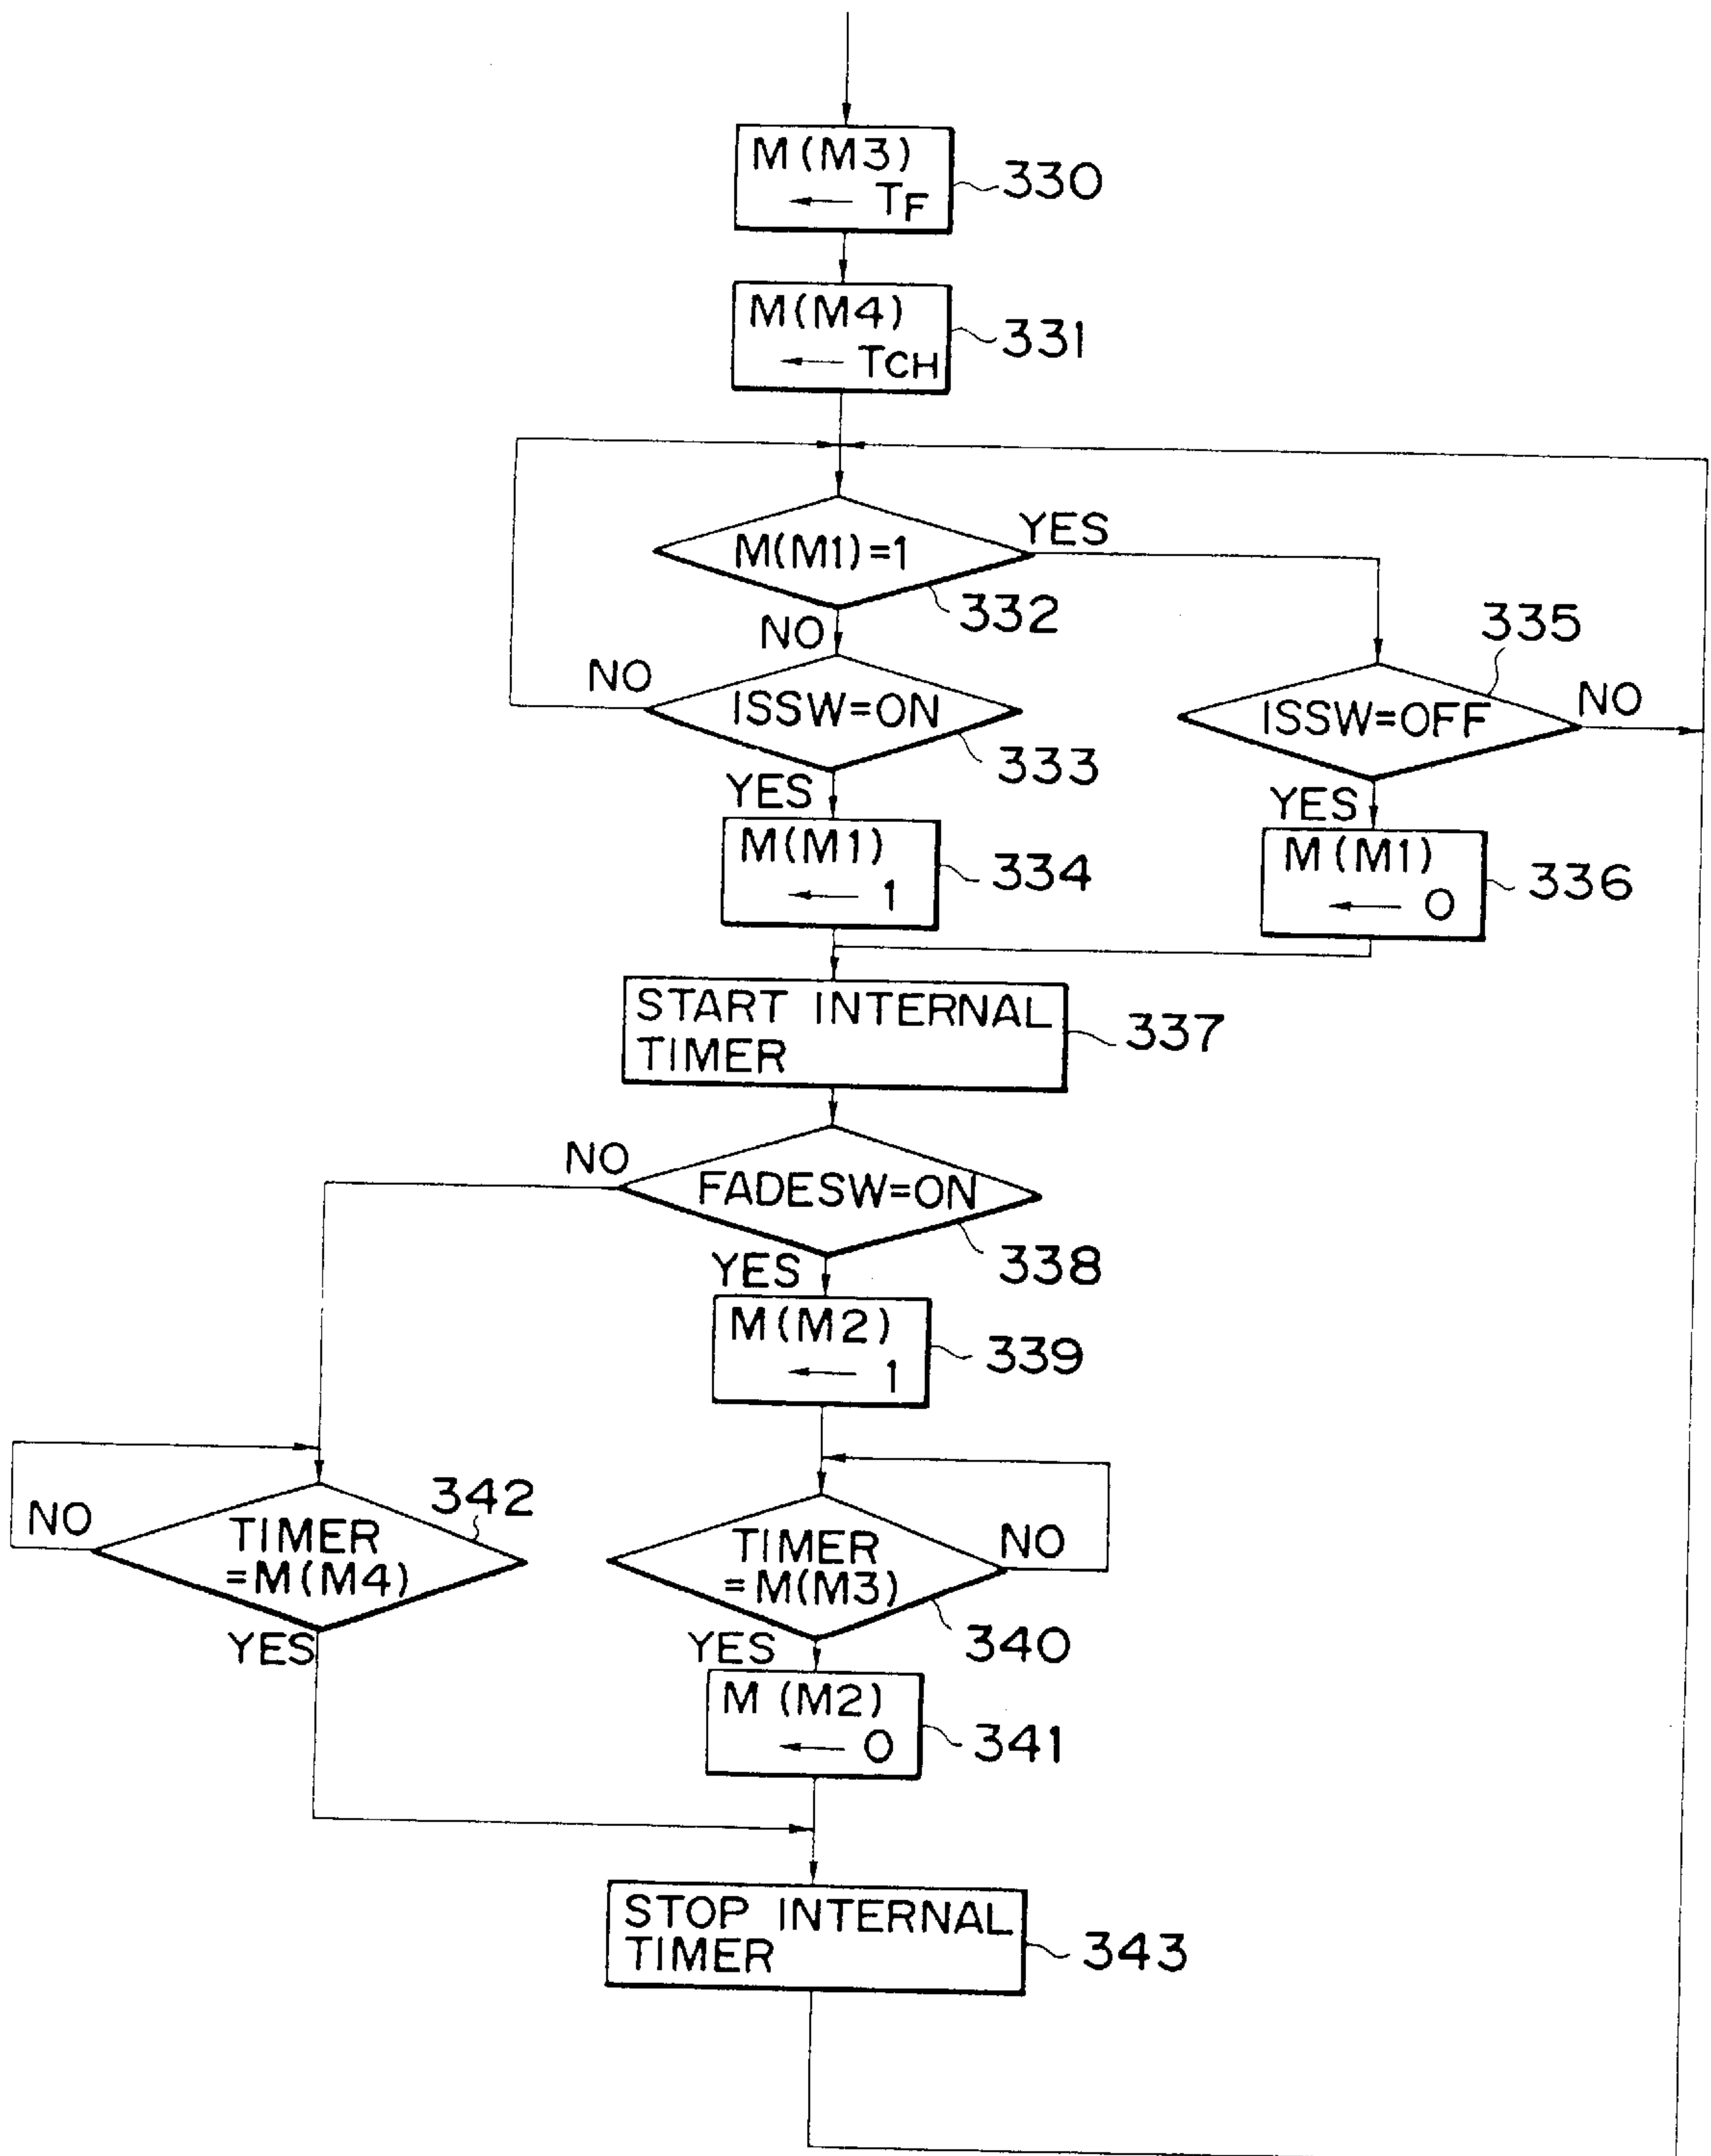 M(M3)
← TF
330
M(M4)
← TCH
331
M(M1)=1
YES
332
NO
335
NO
ISSW=ON
333
ISSW=OFF
NO
YES
YES
M(M1)
← 1
334
M(M1)
← 0
336
START INTERNAL
TIMER
337
NO
FADESW=ON
338
YES
M(M2)
← 1
339
342
NO
TIMER
=M(M4)
YES
TIMER
=M(M3)
NO
340
YES
M(M2)
← 0
341
STOP INTERNAL
TIMER
343